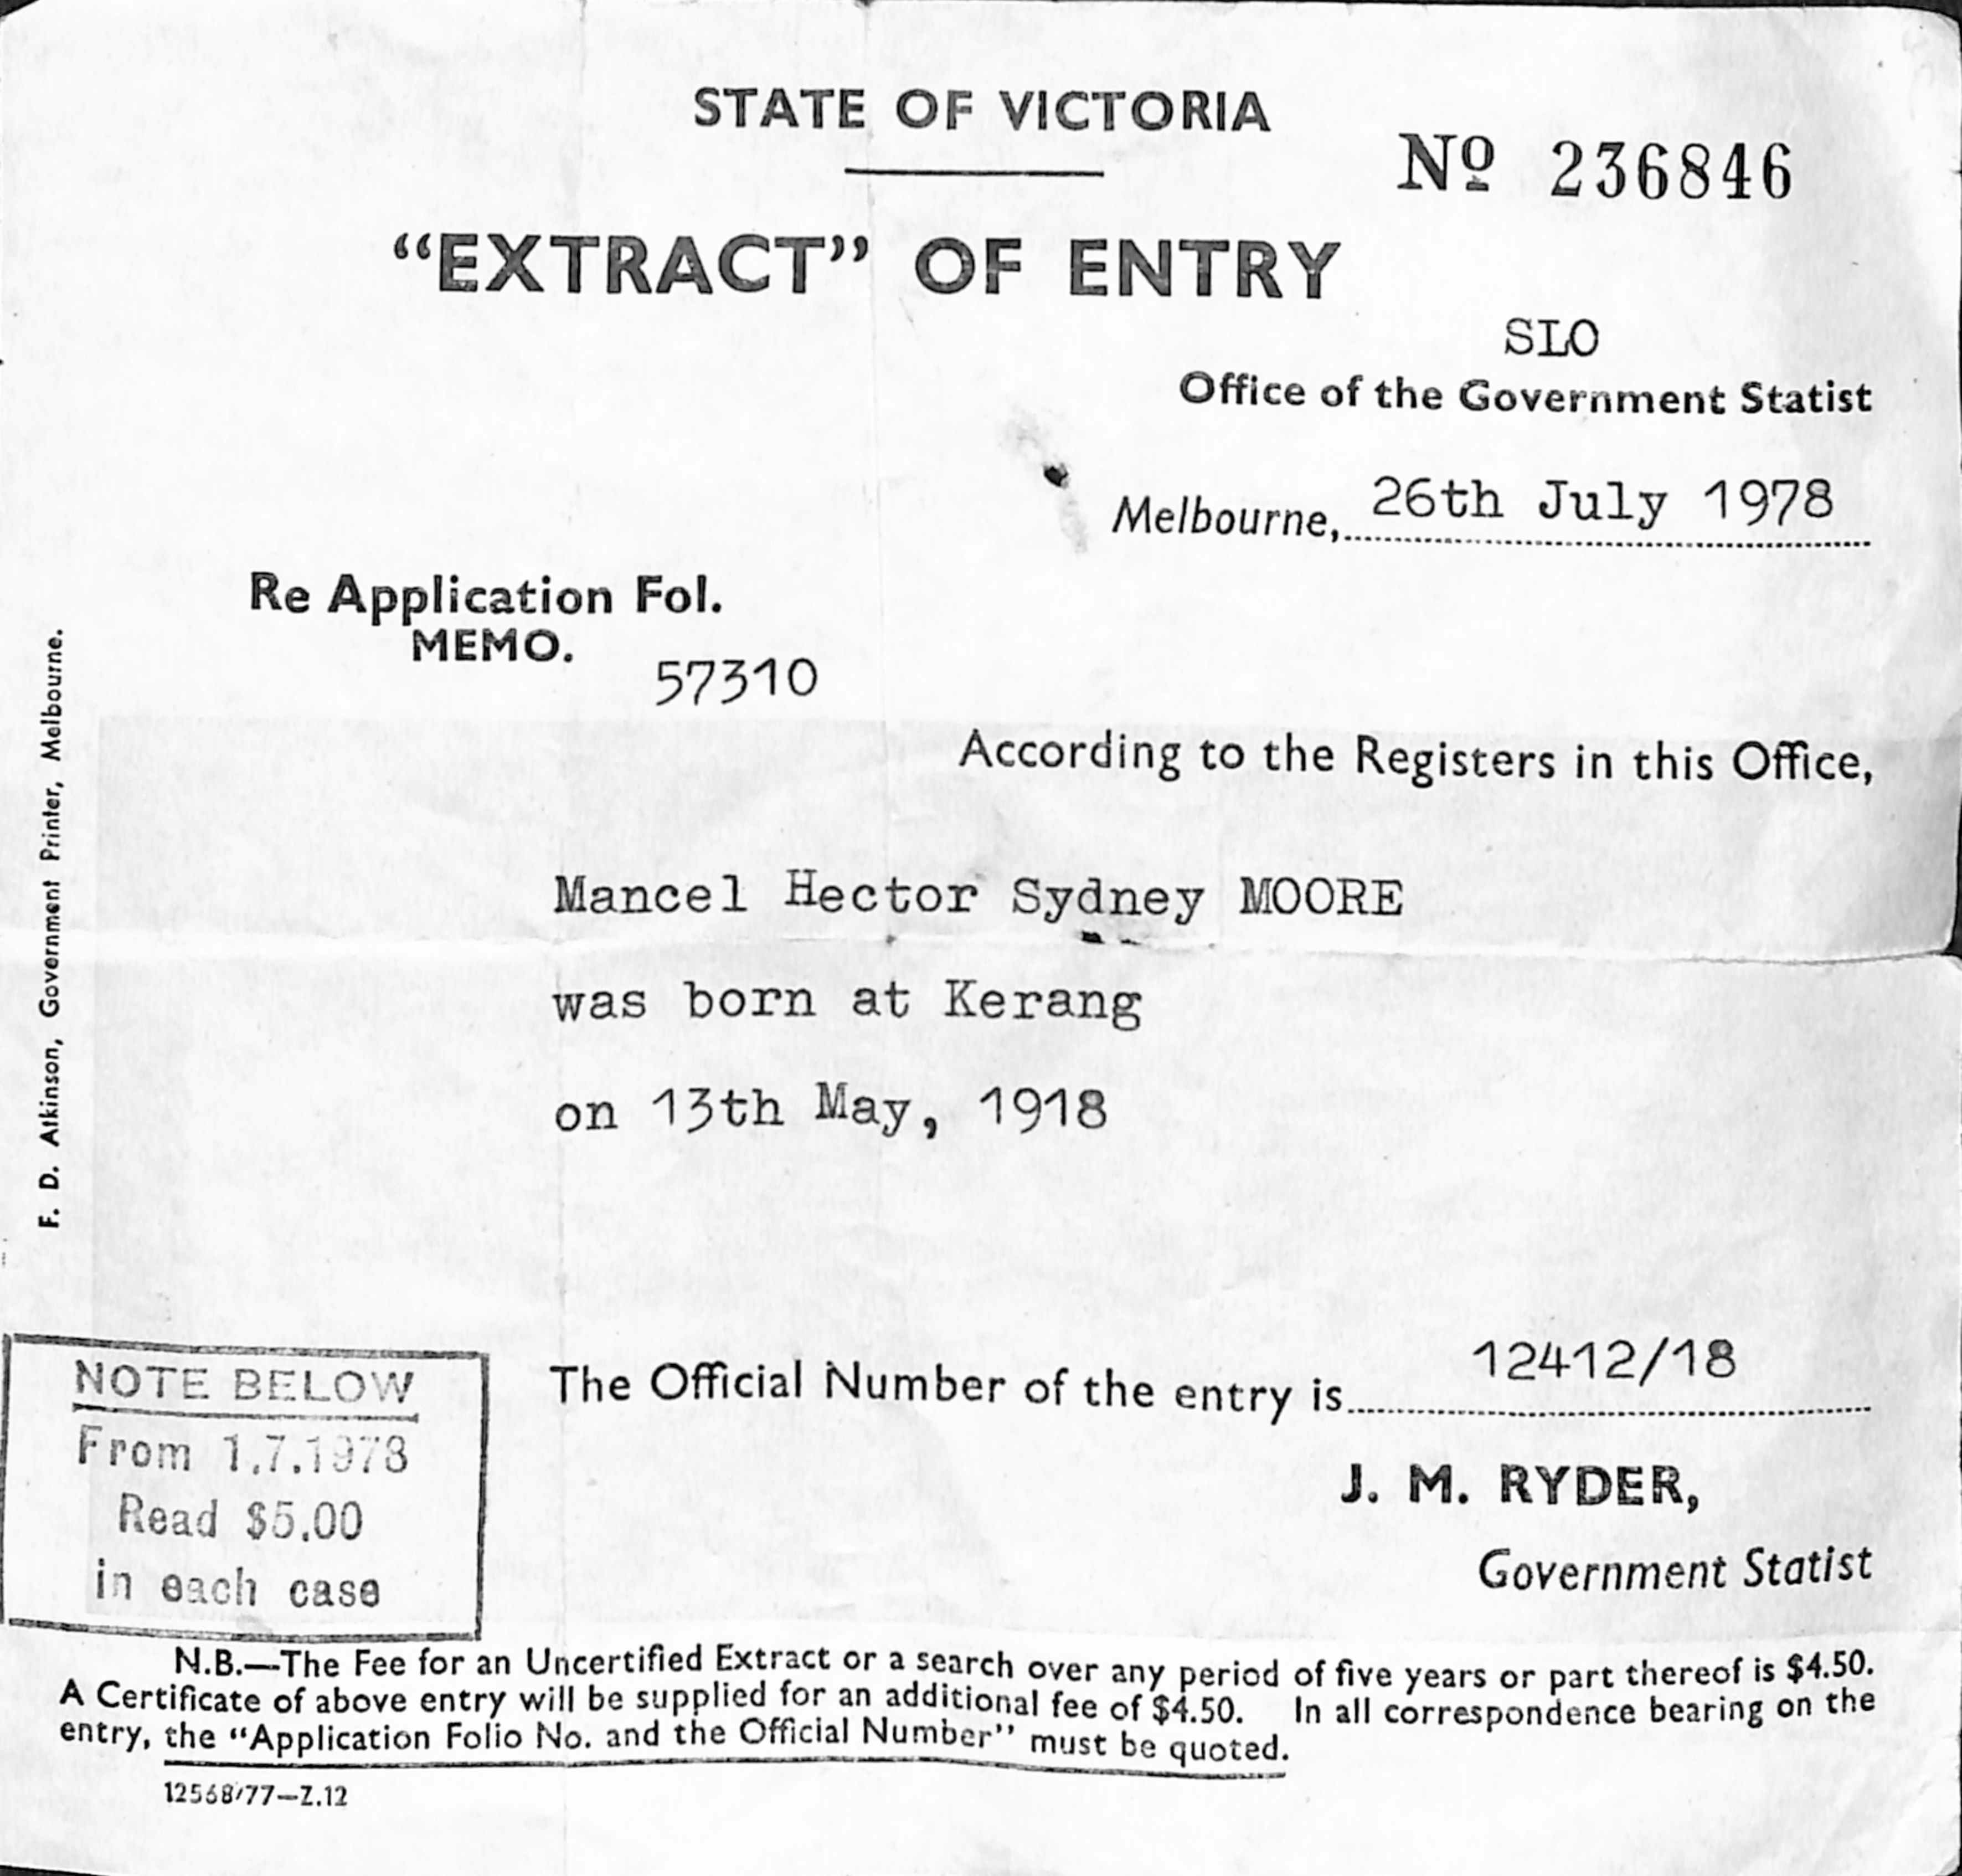 STATE OF VICTORIA
Nº 236846
“EXTRACT” OF ENTRY
SLO
Office of the Government Statist
Melbourne, 26th July 1978
Re Application Fol.
MEMO.
57310
According to the Registers in this Office,
Mancel Hector Sydney MOORE
was born at Kerang
on 13th May, 1918
The Official Number of the entry is 12412/18
J. M. RYDER,
Government Statist
NOTE BELOW
From 1.7.1978
Read $5.00
in each case
N.B.—The Fee for an Uncertified Extract or a search over any period of five years or part thereof is $4.50.
A Certificate of above entry will be supplied for an additional fee of $4.50. In all correspondence bearing on the
entry, the “Application Folio No. and the Official Number” must be quoted.
12568/77—Z.12
F. D. Atkinson, Government Printer, Melbourne.